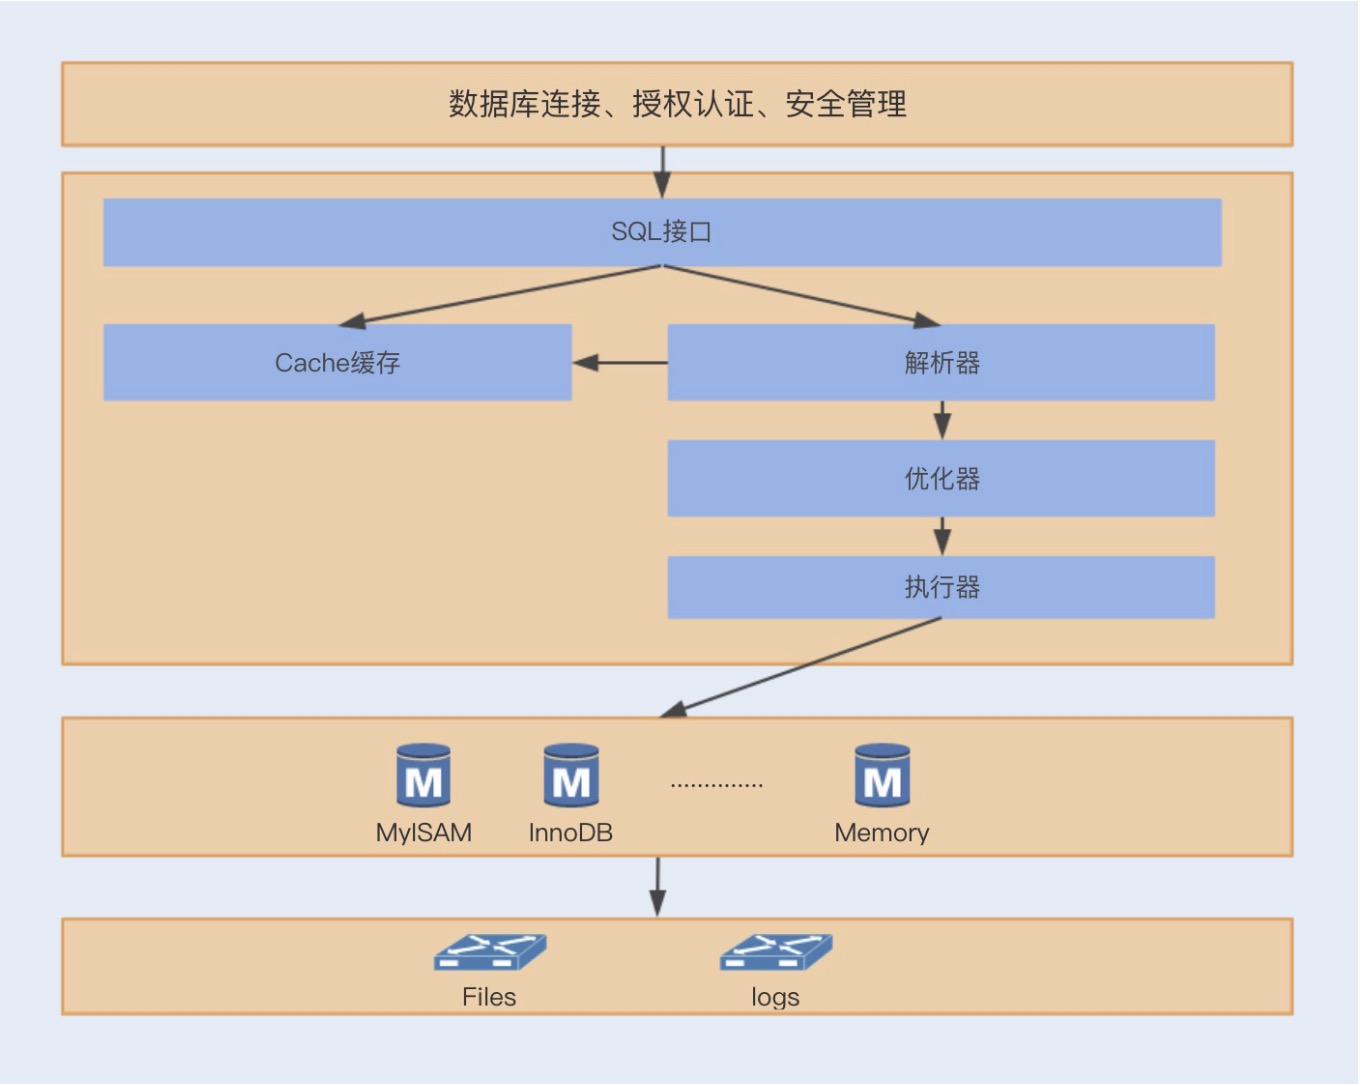 数据库连接、授权认证、安全管理
SQL接口
Cache缓存
解析器
优化器
执行器
M
M
..............
M
MyISAM
InnoDB
Memory
Files
logs